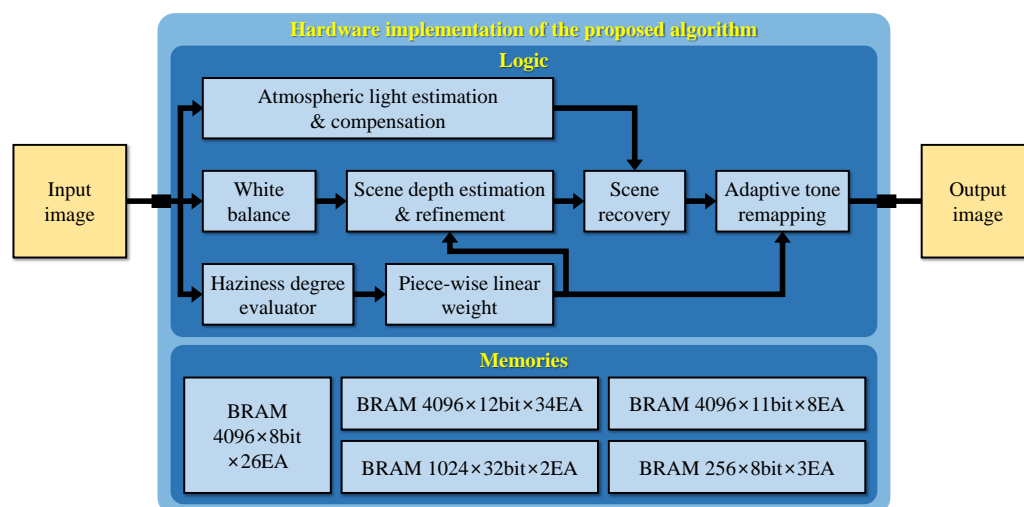 Hardware implementation of the proposed algorithm
Logic
Atmospheric light estimation
& compensation
Input
image
White
balance
Scene depth estimation
& refinement
Scene
recovery
Adaptive tone
remapping
Output
image
Haziness degree
evaluator
Piece-wise linear
weight
Memories
BRAM
4096×8bit
×26EA
BRAM 4096×12bit×34EA
BRAM 4096×11bit×8EA
BRAM 1024×32bit×2EA
BRAM 256×8bit×3EA